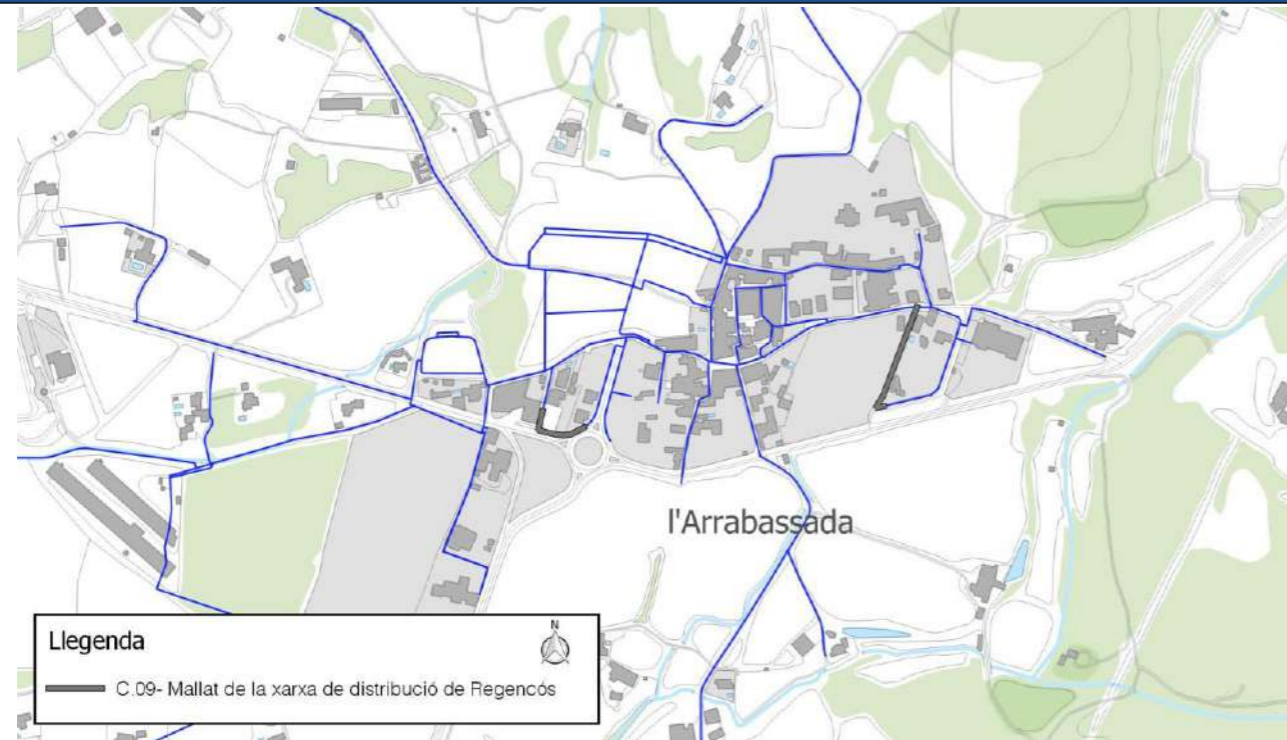 l'Arrabassada
Llegenda
N
C.09- Mallat de la xarxa de distribució de Regencós